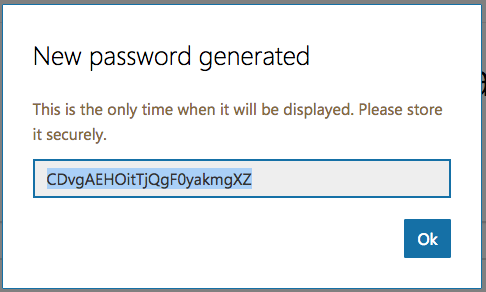 New password generated
This is the only time when it will be displayed. Please store
it securely.
CDvgAEHOitTjQgF0yakmgXZ
Ok